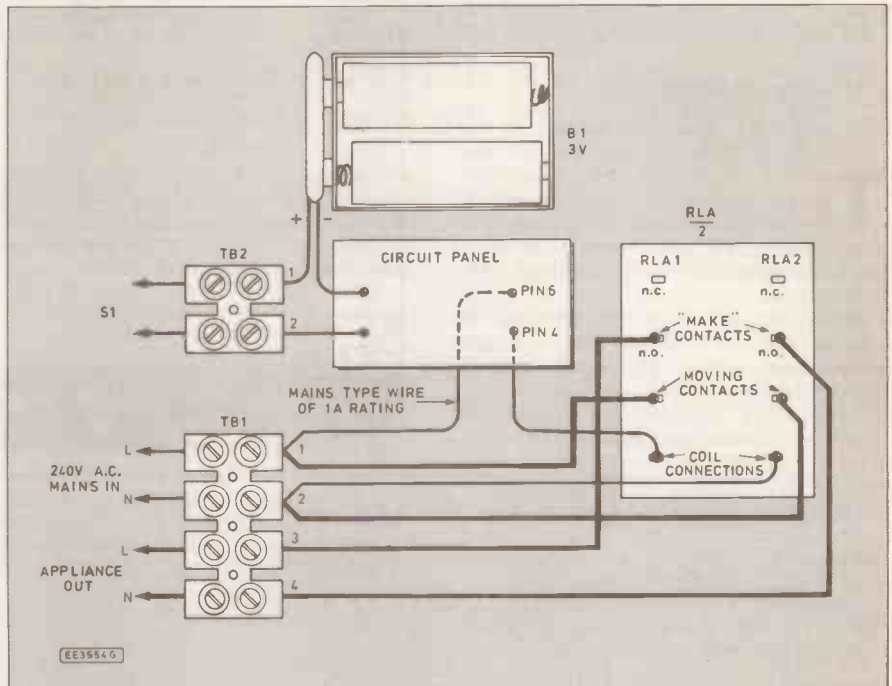 B1
3V
+ -
RLA
2
TB2
1
2
S1
CIRCUIT PANEL
PIN 6
PIN 4
RLA1
RLA2
n.c.
n.c.
"MAKE"
CONTACTS
n.o.
n.o.
MOVING
CONTACTS
COIL
CONNECTIONS
MAINS TYPE WIRE
OF 1A RATING
TB1
L
1
240V A.C.
MAINS IN
N
2
L
3
APPLIANCE
OUT
N
4
EE3554G